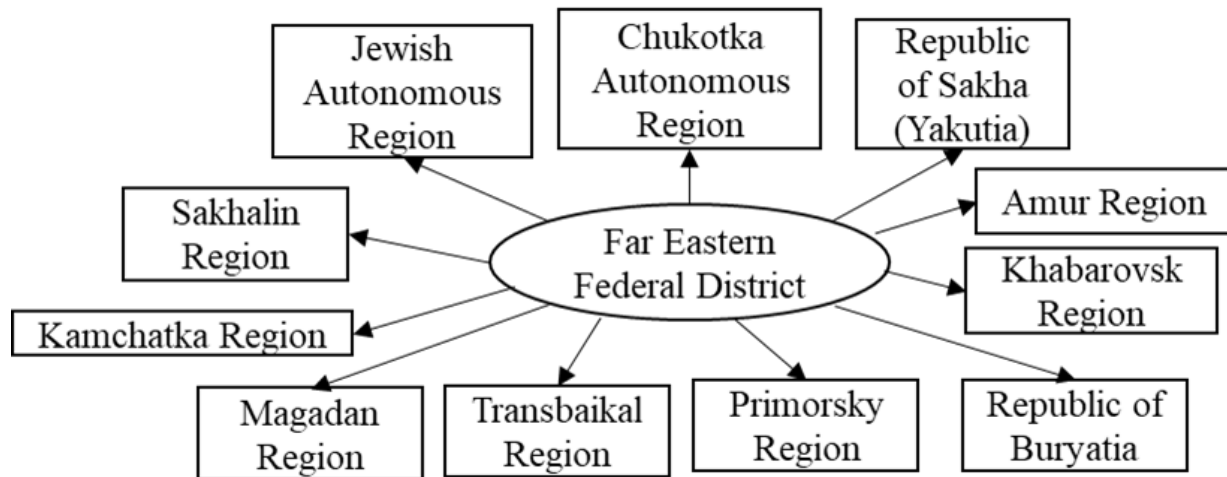 Jewish
Autonomous
Region
Chukotka
Autonomous
Region
Republic
of Sakha
(Yakutia)
Sakhalin
Region
Far Eastern
Federal District
Amur Region
Khabarovsk
Region
Kamchatka Region
Magadan
Region
Transbaikal
Region
Primorsky
Region
Republic of
Buryatia